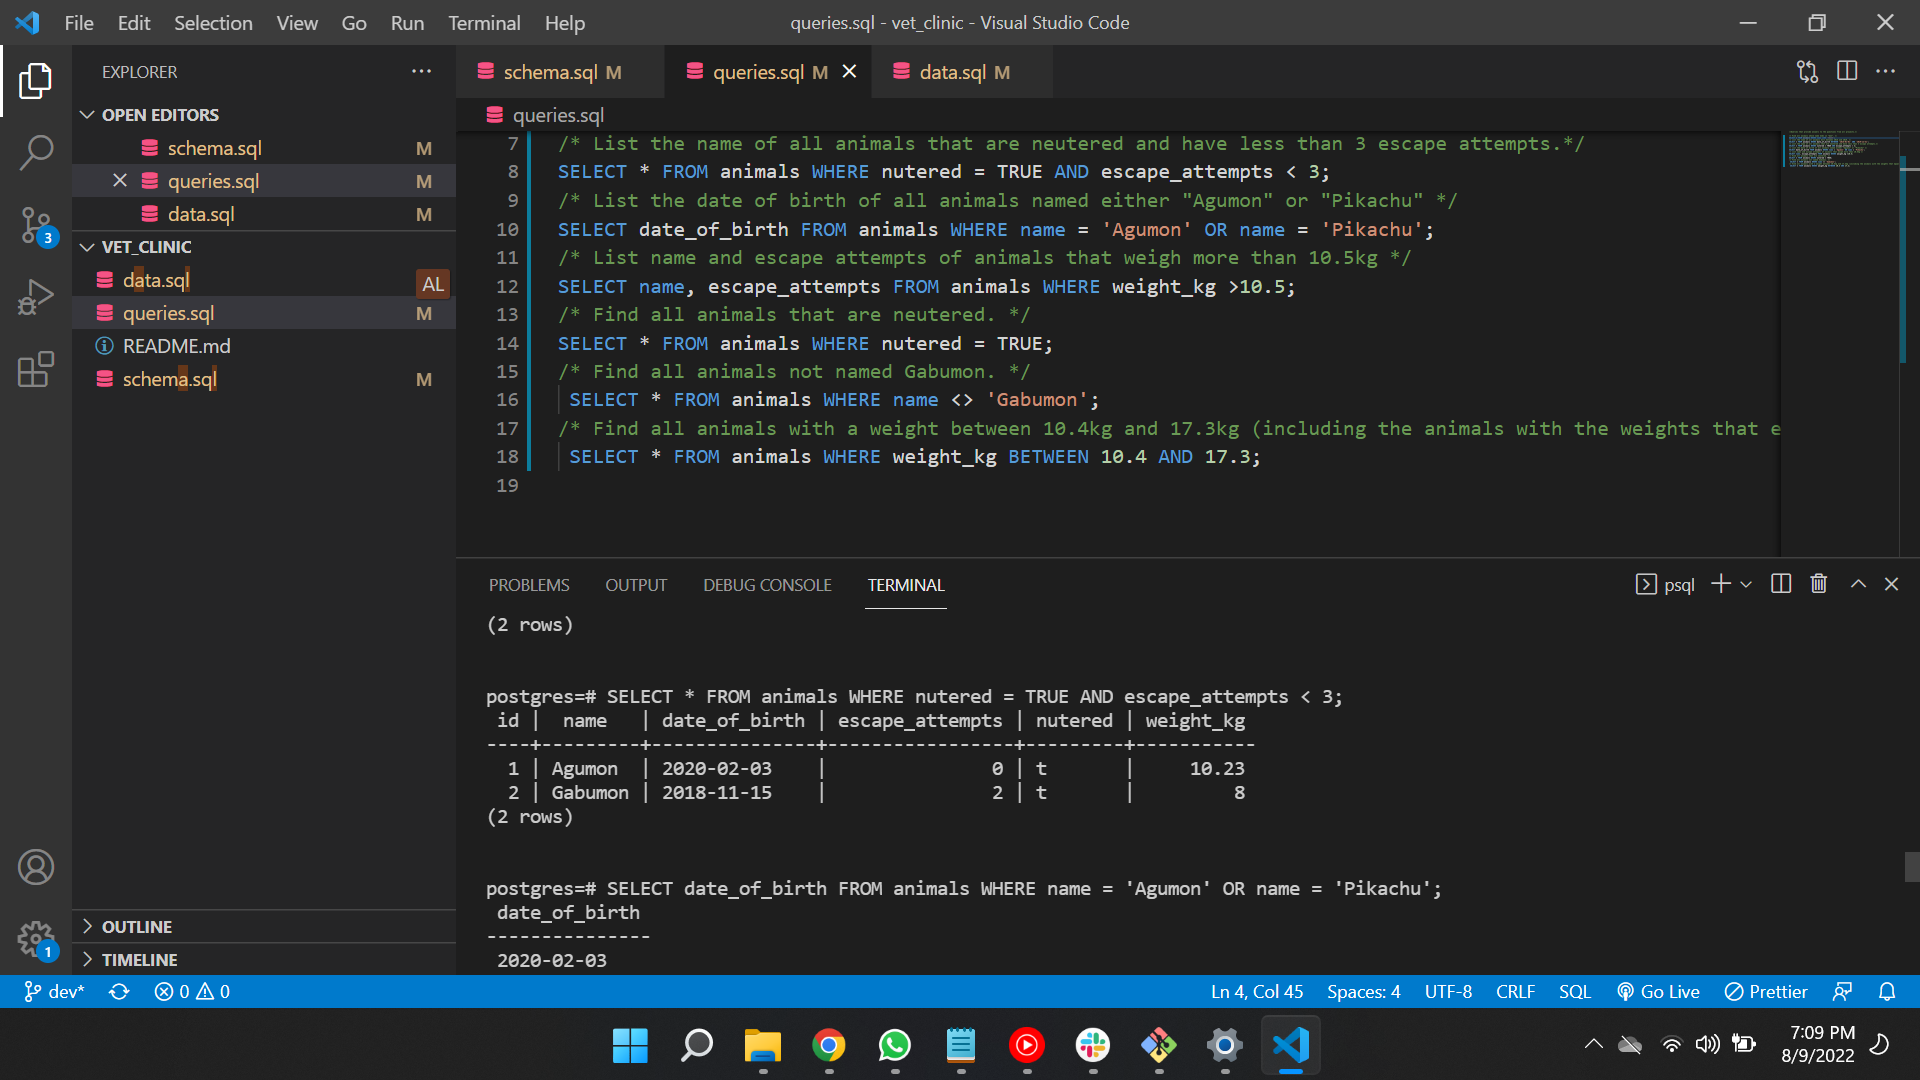 File Edit Selection View Go Run Terminal Help
queries.sql - vet_clinic - Visual Studio Code
EXPLORER
OPEN EDITORS
schema.sql M
queries.sql M
data.sql M
VET_CLINIC
data.sql AL
queries.sql M
README.md
schema.sql M
OUTLINE
TIMELINE
3
1
schema.sql M
queries.sql M
data.sql M
queries.sql
7 /* List the name of all animals that are neutered and have less than 3 escape attempts.*/
8 SELECT * FROM animals WHERE nutered = TRUE AND escape_attempts < 3;
9 /* List the date of birth of all animals named either "Agumon" or "Pikachu" */
10 SELECT date_of_birth FROM animals WHERE name = 'Agumon' OR name = 'Pikachu';
11 /* List name and escape attempts of animals that weigh more than 10.5kg */
12 SELECT name, escape_attempts FROM animals WHERE weight_kg >10.5;
13 /* Find all animals that are neutered. */
14 SELECT * FROM animals WHERE nutered = TRUE;
15 /* Find all animals not named Gabumon. */
16 SELECT * FROM animals WHERE name <> 'Gabumon';
17 /* Find all animals with a weight between 10.4kg and 17.3kg (including the animals with the weights that e
18 SELECT * FROM animals WHERE weight_kg BETWEEN 10.4 AND 17.3;
19
PROBLEMS OUTPUT DEBUG CONSOLE TERMINAL
psql
(2 rows)
postgres=# SELECT * FROM animals WHERE nutered = TRUE AND escape_attempts < 3;
id | name | date_of_birth | escape_attempts | nutered | weight_kg
----+---------+---------------+-----------------+---------+-----------
1 | Agumon | 2020-02-03 | 0 | t | 10.23
2 | Gabumon | 2018-11-15 | 2 | t | 8
(2 rows)
postgres=# SELECT date_of_birth FROM animals WHERE name = 'Agumon' OR name = 'Pikachu';
date_of_birth
---------------
2020-02-03
dev* 0 0
Ln 4, Col 45 Spaces: 4 UTF-8 CRLF SQL Go Live Prettier
7:09 PM
8/9/2022